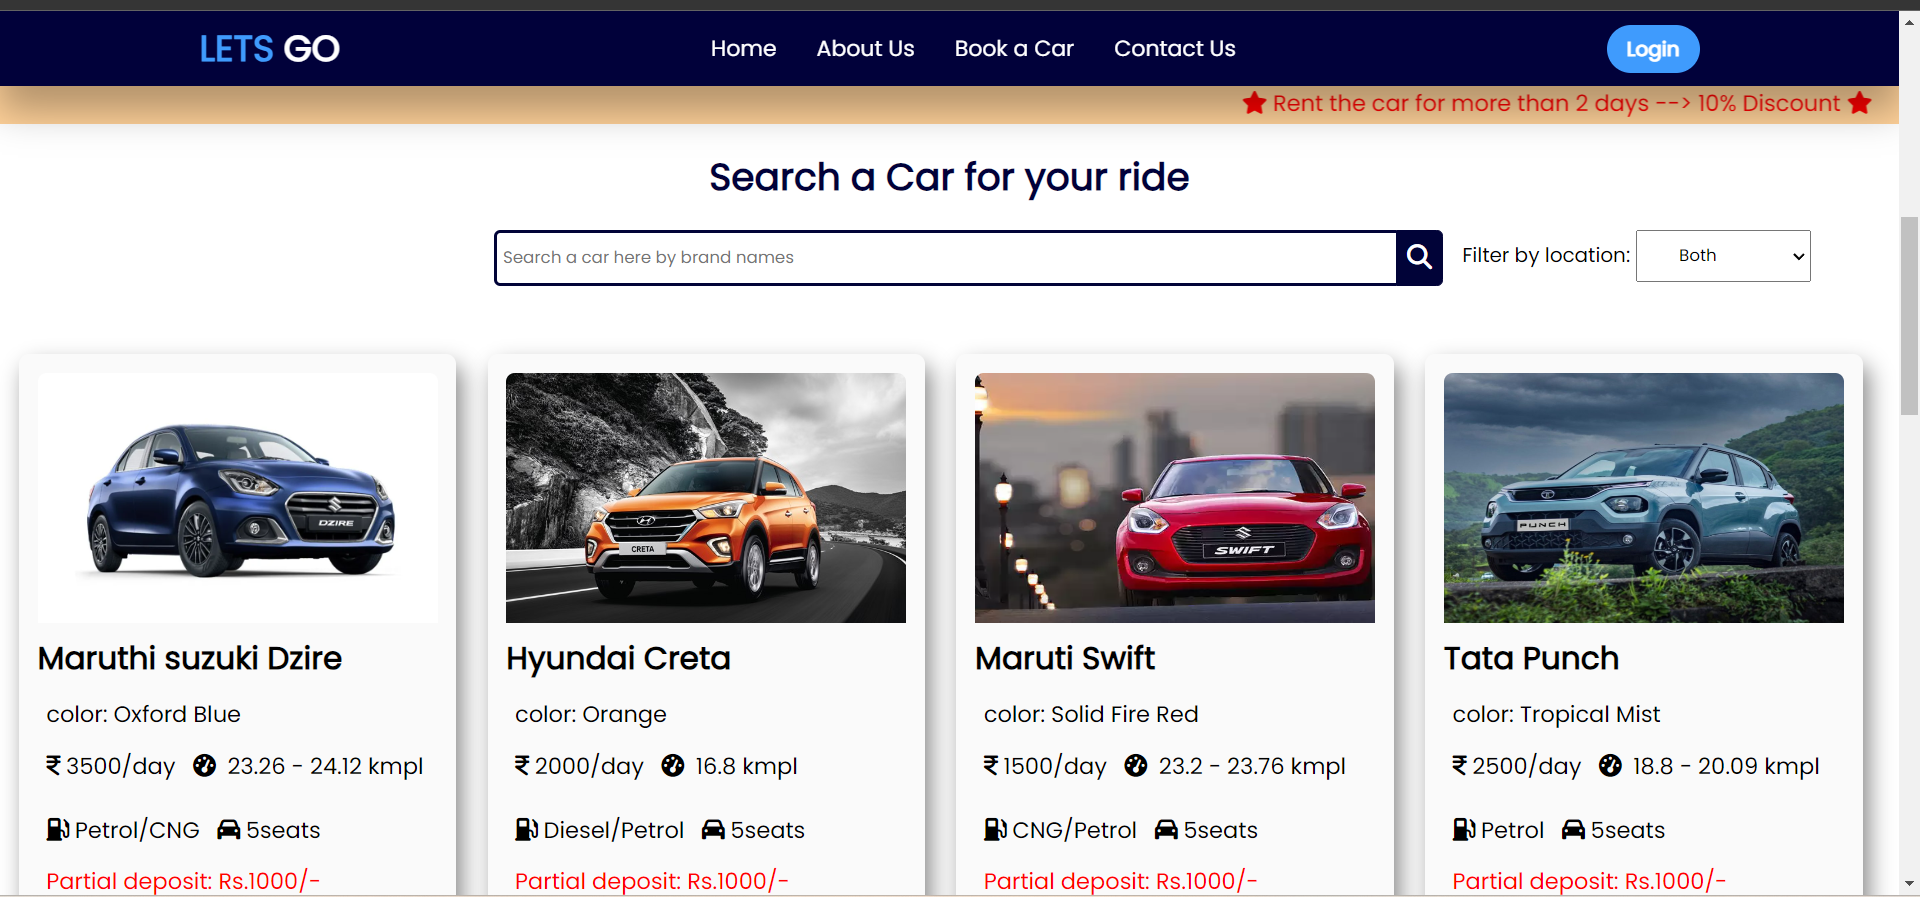 LETS GO
Home About Us Book a Car Contact Us
Login
Rent the car for more than 2 days --> 10% Discount
Search a Car for your ride
Search a car here by brand names
Filter by location: Both
DZIRE
CRETA
SWIFT
PUNCH
Maruthi suzuki Dzire
color: Oxford Blue
₹ 3500/day 23.26 - 24.12 kmpl
Petrol/CNG 5seats
Partial deposit: Rs.1000/-
Hyundai Creta
color: Orange
₹ 2000/day 16.8 kmpl
Diesel/Petrol 5seats
Partial deposit: Rs.1000/-
Maruti Swift
color: Solid Fire Red
₹ 1500/day 23.2 - 23.76 kmpl
CNG/Petrol 5seats
Partial deposit: Rs.1000/-
Tata Punch
color: Tropical Mist
₹ 2500/day 18.8 - 20.09 kmpl
Petrol 5seats
Partial deposit: Rs.1000/-